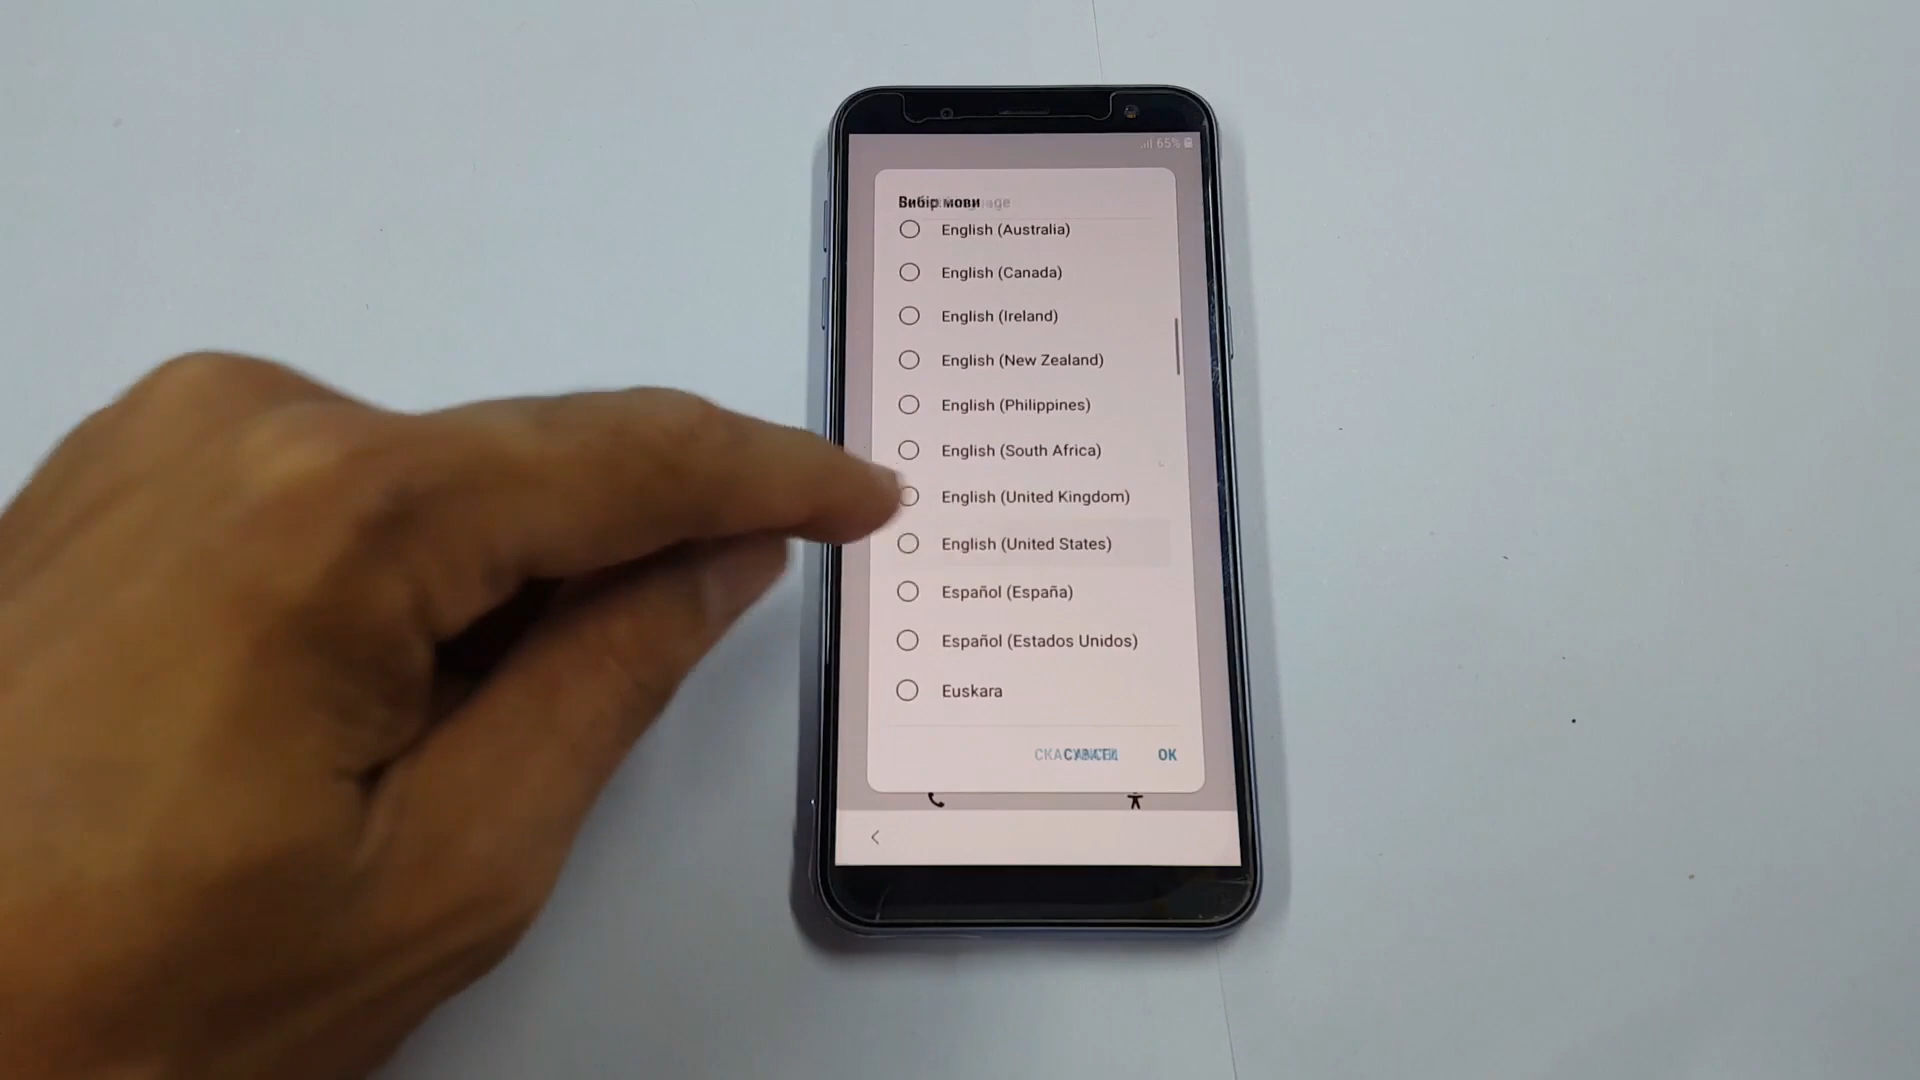 65%
Вибір мови
English (Australia)
English (Canada)
English (Ireland)
English (New Zealand)
English (Philippines)
English (South Africa)
English (United Kingdom)
English (United States)
Español (España)
Español (Estados Unidos)
Euskara
OK